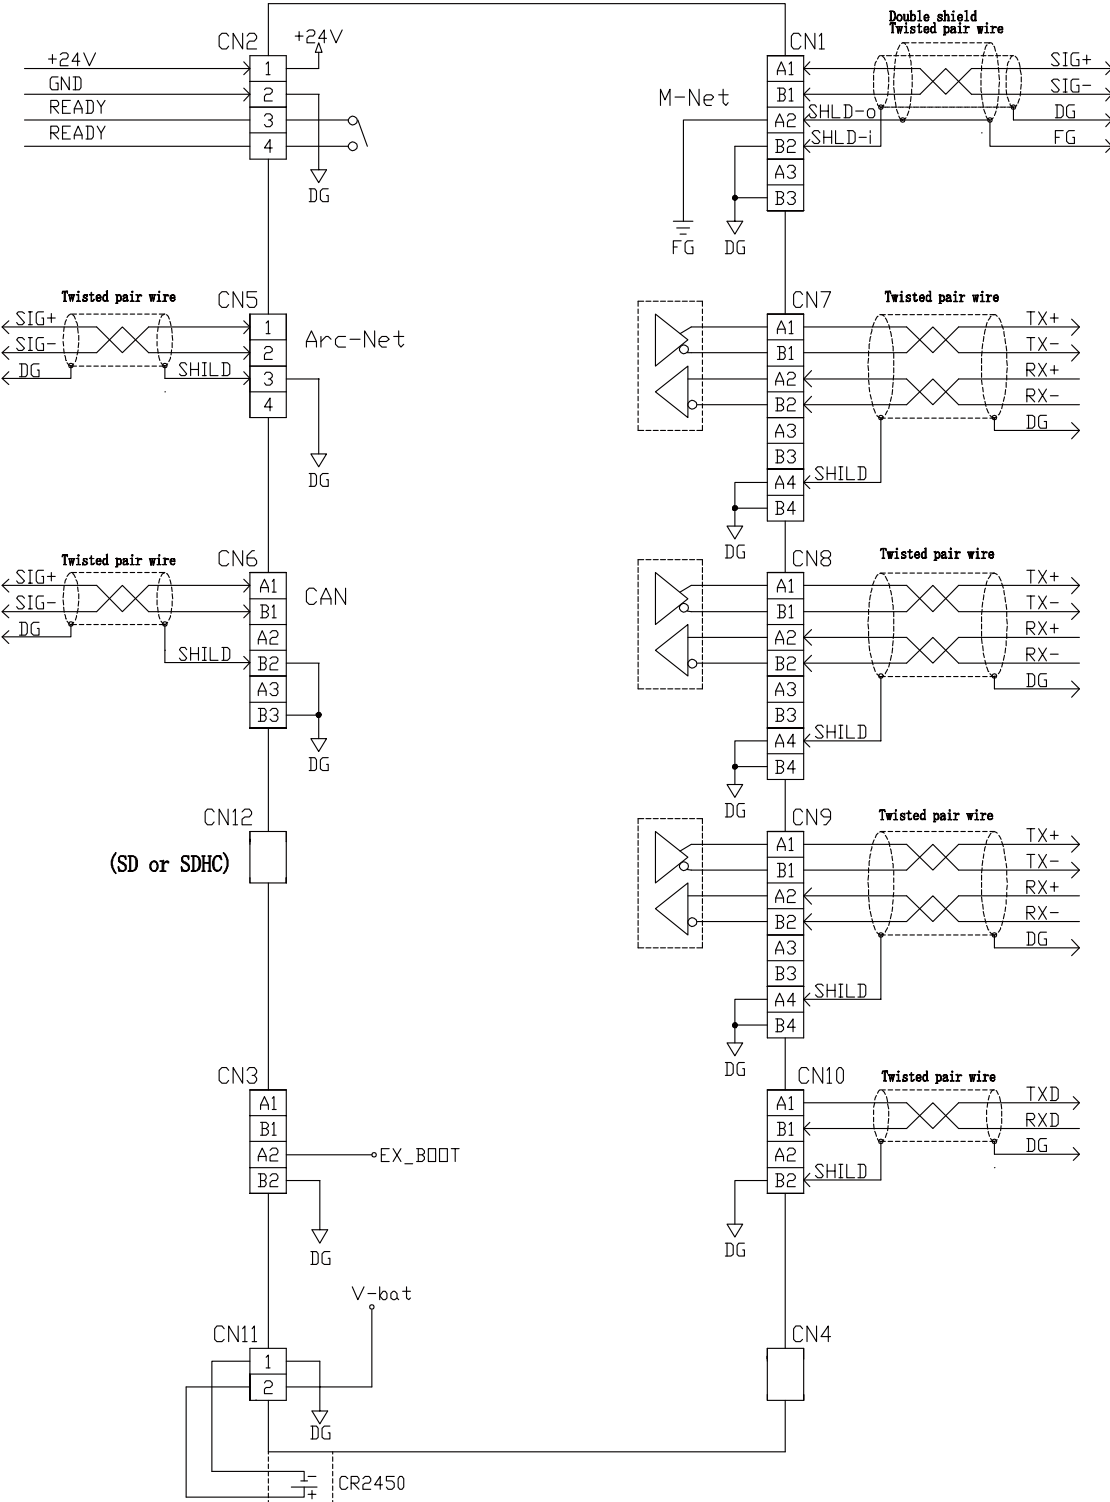 CN2
+24V
+24V
1
GND
2
READY
3
READY
4
DG
Double shield
Twisted pair wire
CN1
M-Net
A1
SIG+
B1
SIG-
A2
SHLD-o
DG
B2
SHLD-i
FG
A3
B3
FG
DG
Twisted pair wire
CN5
Arc-Net
SIG+
1
SIG-
2
DG
SHILD
3
4
DG
CN7
Twisted pair wire
A1
TX+
B1
TX-
A2
RX+
B2
RX-
A3
DG
B3
A4
SHILD
B4
DG
Twisted pair wire
CN6
CAN
SIG+
A1
SIG-
B1
DG
A2
SHILD
B2
A3
B3
DG
CN8
Twisted pair wire
A1
TX+
B1
TX-
A2
RX+
B2
RX-
A3
DG
B3
A4
SHILD
B4
DG
CN12
(SD or SDHC)
CN9
Twisted pair wire
A1
TX+
B1
TX-
A2
RX+
B2
RX-
A3
DG
B3
A4
SHILD
B4
DG
CN3
A1
B1
A2
EX_BOOT
B2
DG
CN10
Twisted pair wire
A1
TXD
B1
RXD
A2
DG
B2
SHILD
DG
V-bat
CN11
1
2
DG
CN4
-
+
CR2450